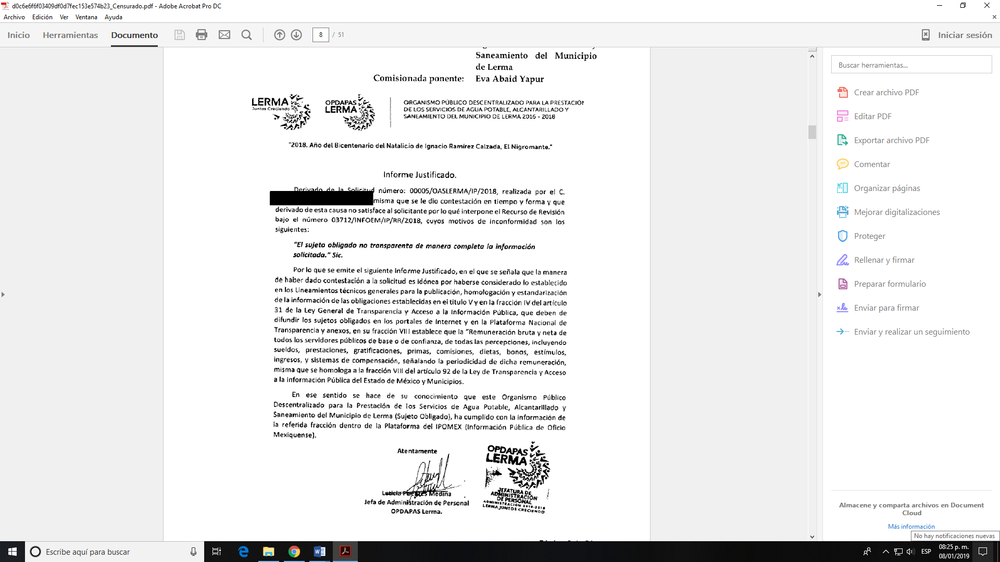 d0c6e6f6f03409df0d7fec153e574b23_Censurado.pdf - Adobe Acrobat Pro DC
Archivo Edición Ver Ventana Ayuda
Inicio Herramientas Documento 8 / 51 Iniciar sesión
Saneamiento del Municipio
de Lerma
Comisionada ponente: Eva Abaid Yapur
LERMA
Juntos Creciendo
OPDAPAS
LERMA
ORGANISMO PÚBLICO DESCENTRALIZADO PARA LA PRESTACIÓN
DE LOS SERVICIOS DE AGUA POTABLE, ALCANTARILLADO Y
SANEAMIENTO DEL MUNICIPIO DE LERMA 2016 - 2018
"2018. Año del Bicentenario del Natalicio de Ignacio Ramírez Calzada, El Nigromante."
Informe Justificado.
Derivado de la Solicitud número: 00005/OASLERMA/IP/2018, realizada por el C.
misma que se le dio contestación en tiempo y forma y que
derivado de esta causa no satisface al solicitante por lo qué interpone el Recurso de Revisión
bajo el número 03712/INFOEM/IP/RR/2018, cuyos motivos de inconformidad son los
siguientes:
"El sujeto obligado no transparenta de manera completa la información
solicitada." Sic.
Por lo que se emite el siguiente Informe Justificado, en el que se señala que la manera
de haber dado contestación a la solicitud es idónea por haberse considerado lo establecido
en los Lineamientos técnicos generales para la publicación, homologación y estandarización
de la información de las obligaciones establecidas en el titulo V y en la fracción IV del artículo
31 de la Ley General de Transparencia y Acceso a la Información Pública, que deben de
difundir los sujetos obligados en los portales de Internet y en la Plataforma Nacional de
Transparencia y anexos, en su fracción VIII establece que la "Remuneración bruta y neta de
todos los servidores públicos de base o de confianza, de todas las percepciones, incluyendo
sueldos, prestaciones, gratificaciones, primas, comisiones, dietas, bonos, estímulos,
ingresos, y sistemas de compensación, señalando la periodicidad de dicha remuneración,
misma que se homologa a la fracción VIII del artículo 92 de la Ley de Transparencia y Acceso
a la Información Pública del Estado de México y Municipios.
En ese sentido se hace de su conocimiento que este Organismo Público
Descentralizado para la Prestación de los Servicios de Agua Potable, Alcantarillado y
Saneamiento del Municipio de Lerma (Sujeto Obligado), ha cumplido con la información de
la referida fracción dentro de la Plataforma del IPOMEX (Información Pública de Oficio
Mexiquense).
Atentamente
Leticia Puentes Medina
Jefa de Administración de Personal
OPDAPAS Lerma.
OPDAPAS
LERMA
JEFATURA DE
ADMINISTRACIÓN
DE PERSONAL
ADMINISTRACIÓN 2016-2018
LERMA JUNTOS CRECIENDO
Buscar herramientas...
Crear archivo PDF
Editar PDF
Exportar archivo PDF
Comentar
Organizar páginas
Mejorar digitalizaciones
Proteger
Rellenar y firmar
Preparar formulario
Enviar para firmar
Enviar y realizar un seguimiento
Almacene y comparta archivos en Document
Cloud
Más información
No hay notificaciones nuevas
Escribe aquí para buscar
ESP
08:25 p. m.
08/01/2019